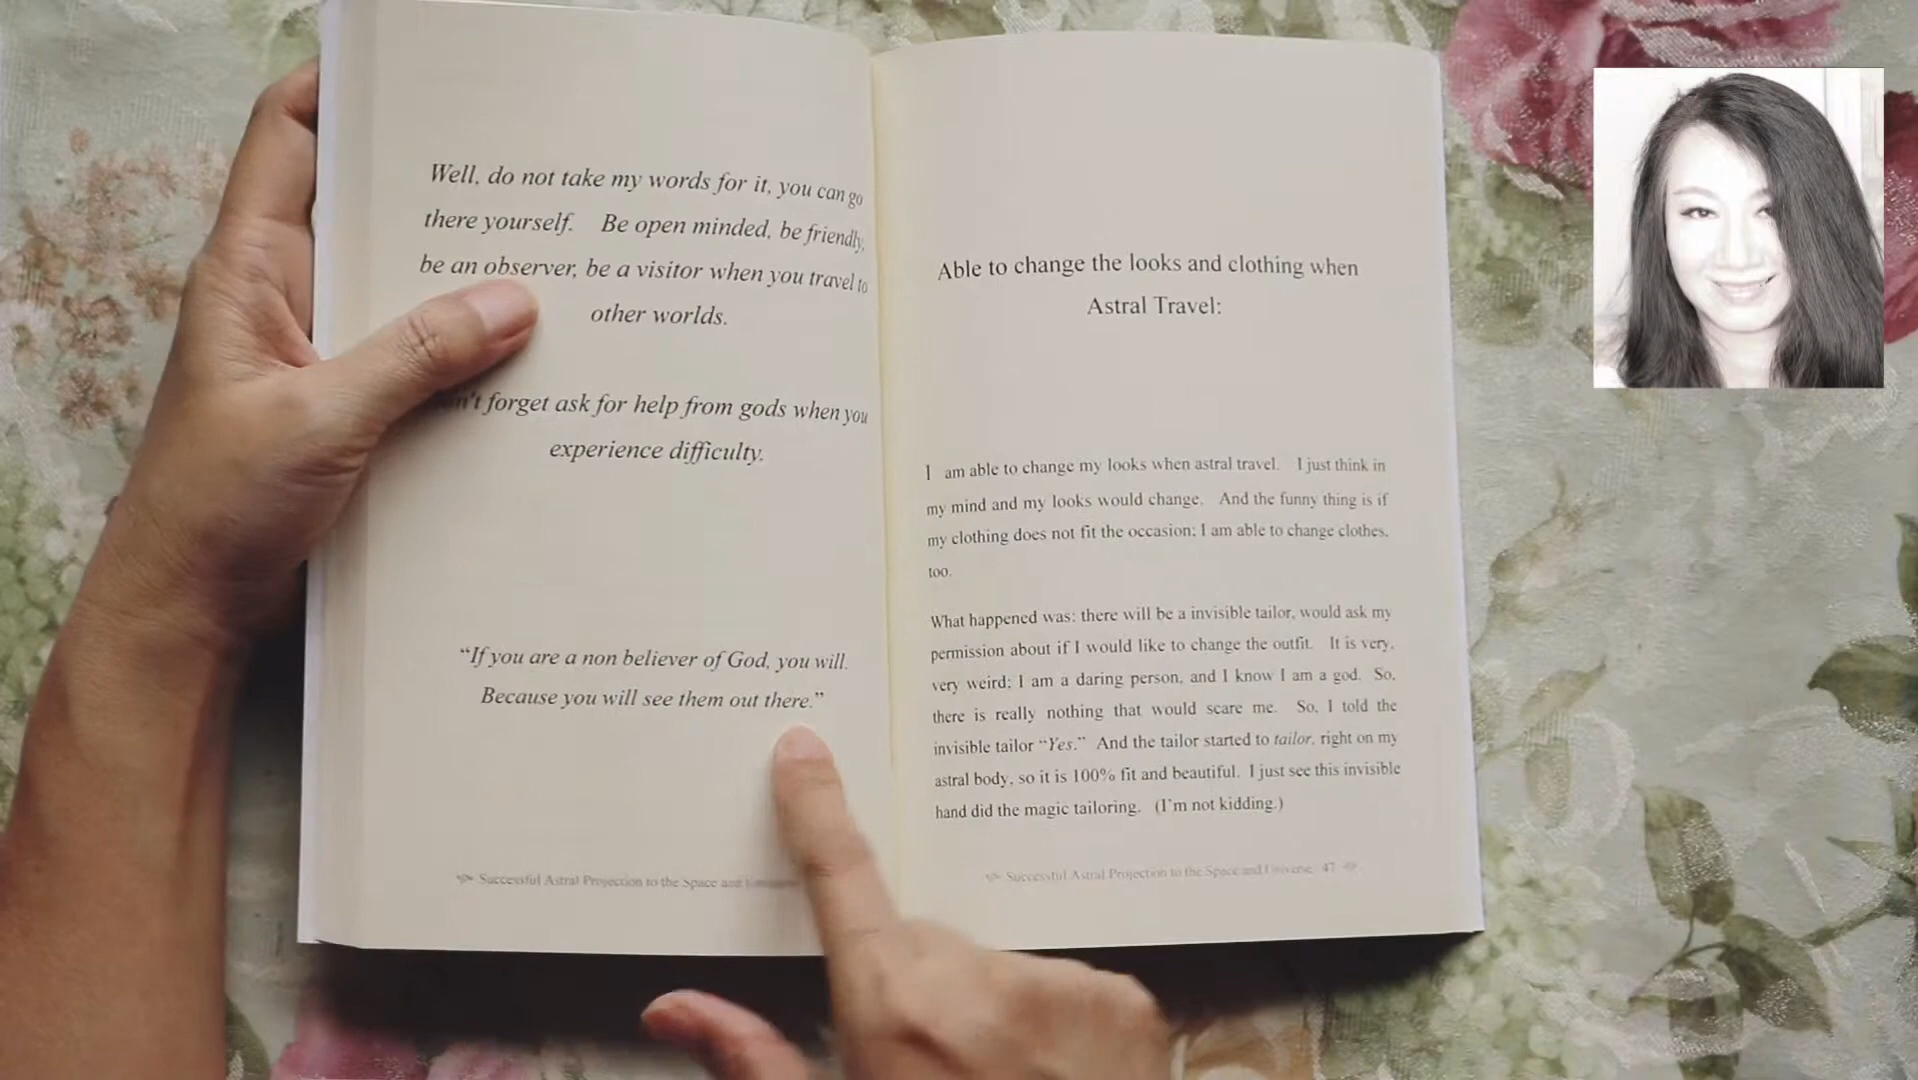 Well, do not take my words for it, you can go
there yourself. Be open minded, be friendly,
be an observer, be a visitor when you travel to
other worlds.
forget ask for help from gods when you
experience difficulty.
“If you are a non believer of God, you will.
Because you will see them out there.”
Successful Astral Projection to the Space and
Able to change the looks and clothing when
Astral Travel:
I am able to change my looks when astral travel. I just think in
my mind and my looks would change. And the funny thing is if
my clothing does not fit the occasion; I am able to change clothes,
too.
What happened was: there will be a invisible tailor, would ask my
permission about if I would like to change the outfit. It is very,
very weird; I am a daring person, and I know I am a god. So,
there is really nothing that would scare me. So, I told the
invisible tailor “Yes.” And the tailor started to tailor, right on my
astral body, so it is 100% fit and beautiful. I just see this invisible
hand did the magic tailoring. (I’m not kidding.)
Successful Astral Projection to the Space and Universe 47